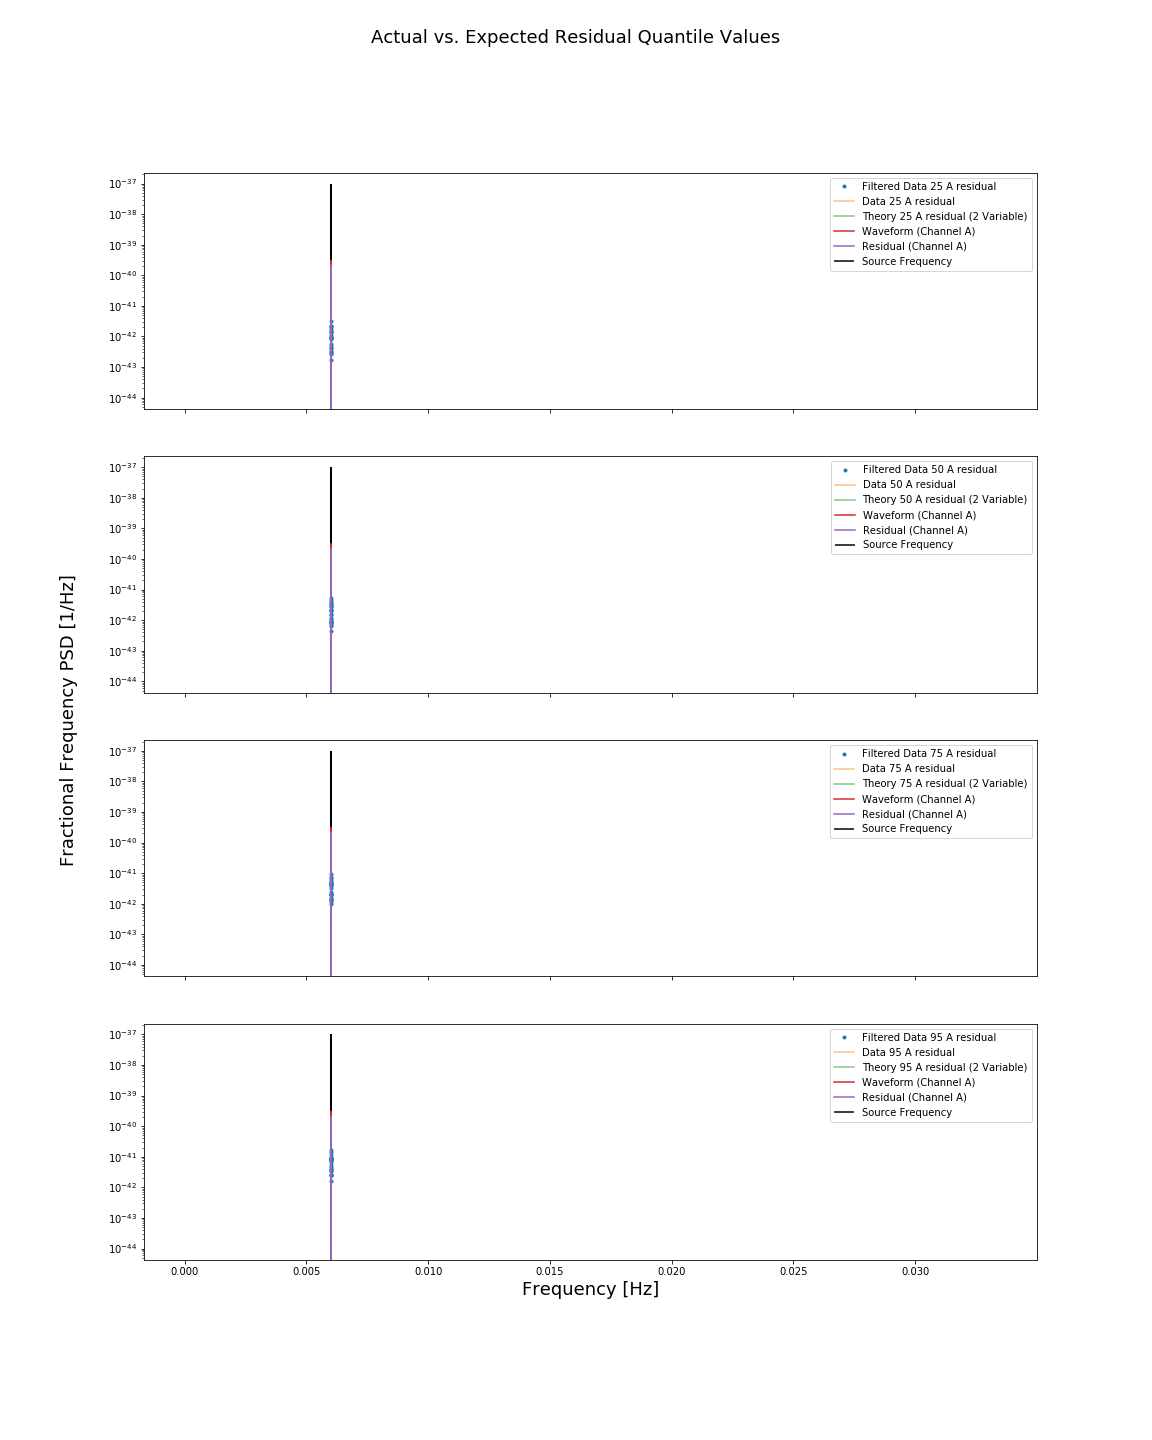 Actual vs. Expected Residual Quantile Values
Fractional Frequency PSD [1/Hz]
10⁻³⁷
10⁻³⁸
10⁻³⁹
10⁻⁴⁰
10⁻⁴¹
10⁻⁴²
10⁻⁴³
10⁻⁴⁴
Filtered Data 25 A residual
Data 25 A residual
Theory 25 A residual (2 Variable)
Waveform (Channel A)
Residual (Channel A)
Source Frequency
10⁻³⁷
10⁻³⁸
10⁻³⁹
10⁻⁴⁰
10⁻⁴¹
10⁻⁴²
10⁻⁴³
10⁻⁴⁴
Filtered Data 50 A residual
Data 50 A residual
Theory 50 A residual (2 Variable)
Waveform (Channel A)
Residual (Channel A)
Source Frequency
10⁻³⁷
10⁻³⁸
10⁻³⁹
10⁻⁴⁰
10⁻⁴¹
10⁻⁴²
10⁻⁴³
10⁻⁴⁴
Filtered Data 75 A residual
Data 75 A residual
Theory 75 A residual (2 Variable)
Waveform (Channel A)
Residual (Channel A)
Source Frequency
10⁻³⁷
10⁻³⁸
10⁻³⁹
10⁻⁴⁰
10⁻⁴¹
10⁻⁴²
10⁻⁴³
10⁻⁴⁴
Filtered Data 95 A residual
Data 95 A residual
Theory 95 A residual (2 Variable)
Waveform (Channel A)
Residual (Channel A)
Source Frequency
0.000 0.005 0.010 0.015 0.020 0.025 0.030
Frequency [Hz]